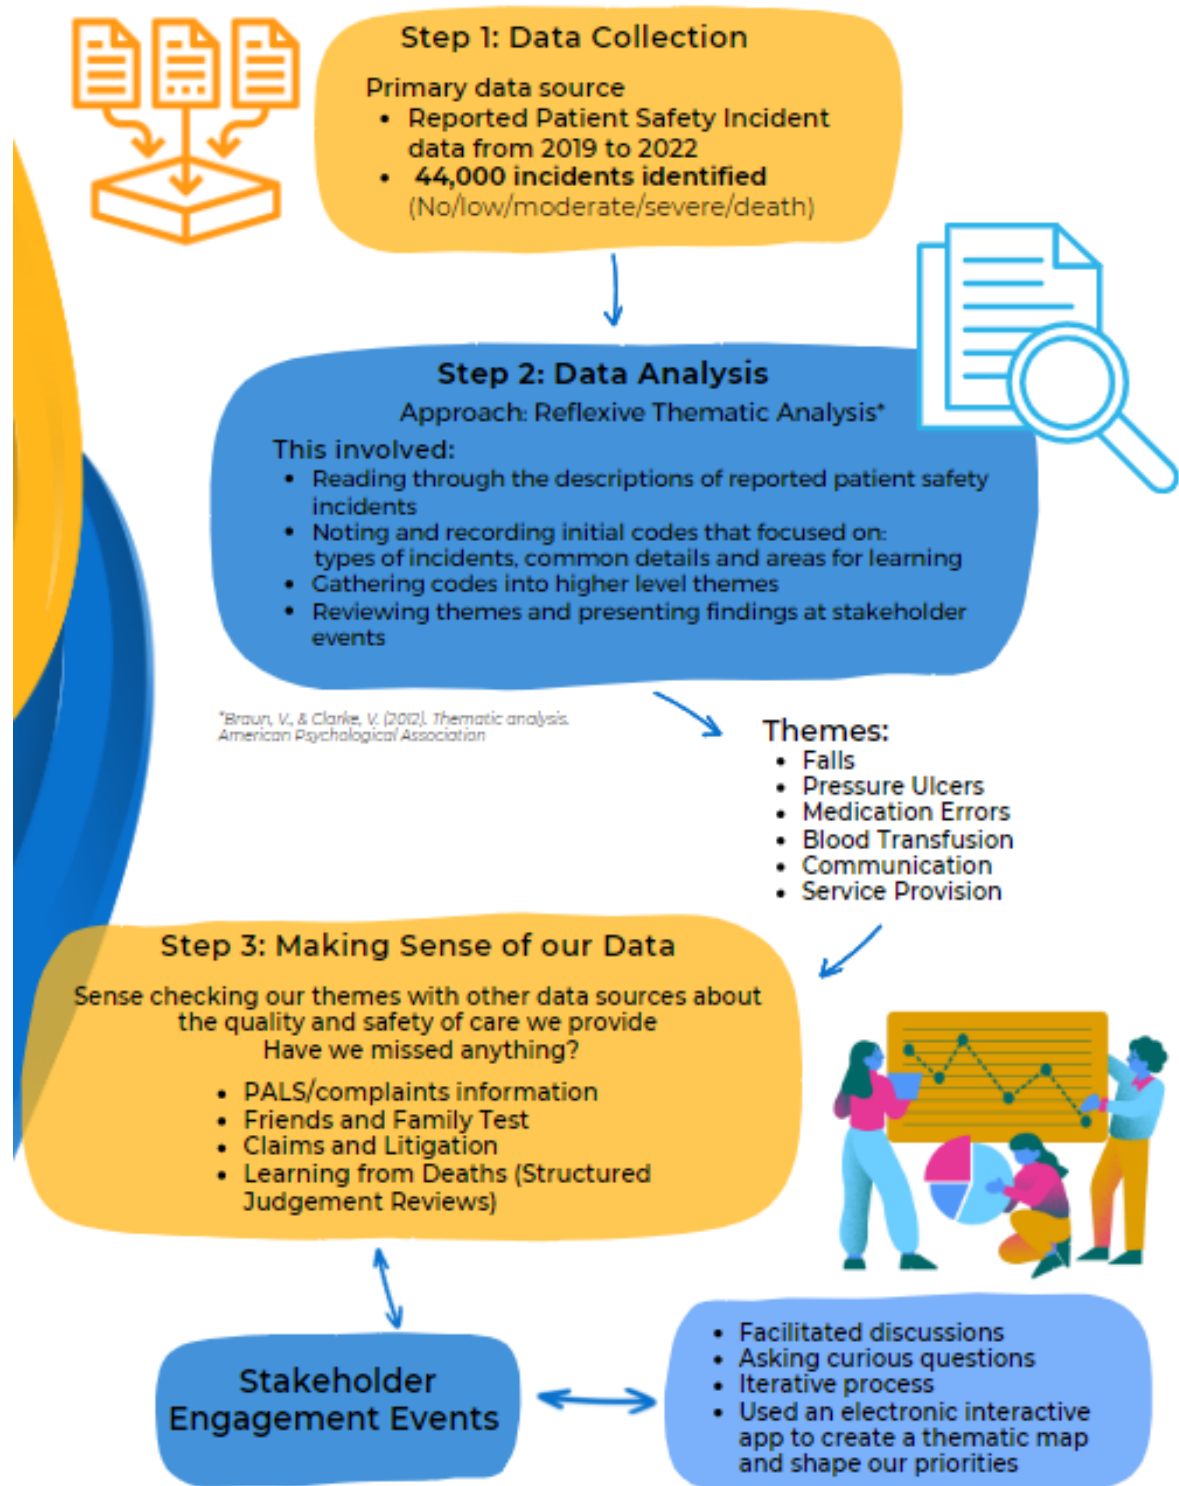 Step 1: Data Collection
Primary data source
• Reported Patient Safety Incident
data from 2019 to 2022
• 44,000 incidents identified
(No/low/moderate/severe/death)
Step 2: Data Analysis
Approach: Reflexive Thematic Analysis*
This involved:
• Reading through the descriptions of reported patient safety
incidents
• Noting and recording initial codes that focused on:
types of incidents, common details and areas for learning
• Gathering codes into higher level themes
• Reviewing themes and presenting findings at stakeholder
events
*Braun, V., & Clarke, V. (2012). Thematic analysis.
American Psychological Association
Themes:
• Falls
• Pressure Ulcers
• Medication Errors
• Blood Transfusion
• Communication
• Service Provision
Step 3: Making Sense of our Data
Sense checking our themes with other data sources about
the quality and safety of care we provide
Have we missed anything?
• PALS/complaints information
• Friends and Family Test
• Claims and Litigation
• Learning from Deaths (Structured
Judgement Reviews)
Stakeholder
Engagement Events
• Facilitated discussions
• Asking curious questions
• Iterative process
• Used an electronic interactive
app to create a thematic map
and shape our priorities